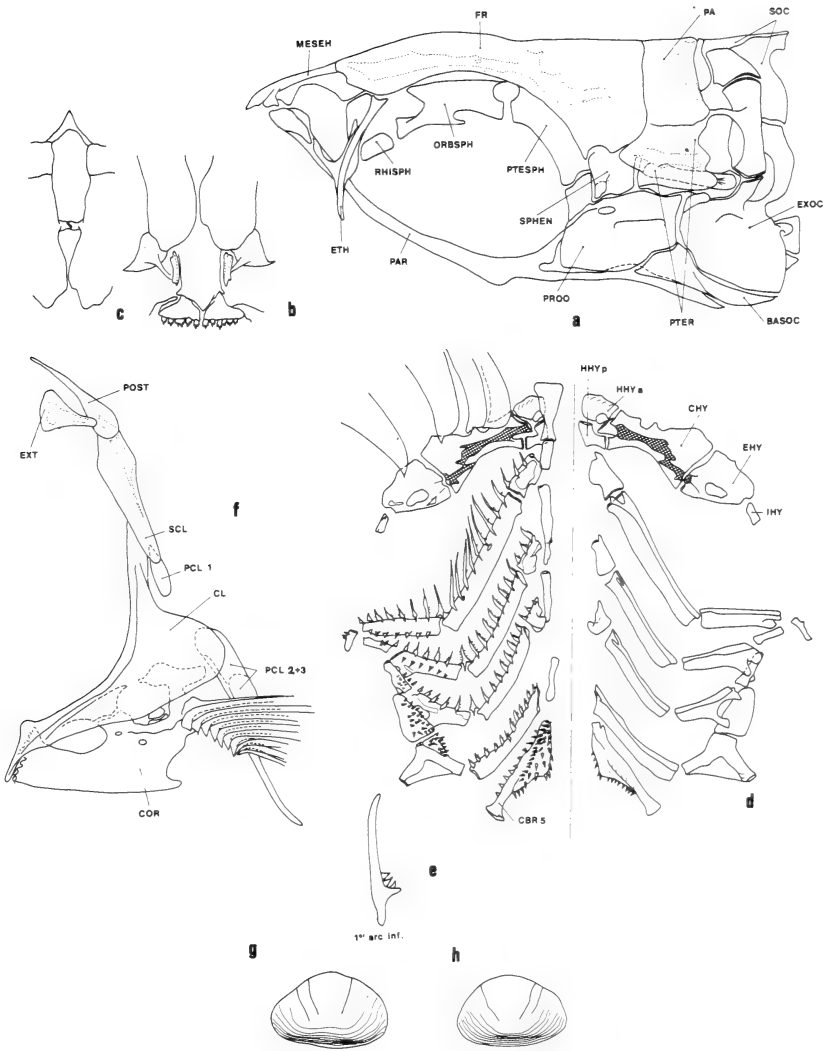 FR
PA
SOC
MESEH
ORBSPH
RHISPH
PTESPH
SPHEN
EXOC
ETH
PAR
PROO
PTER
BASOC
a
b
c
POST
EXT
SCL
PCL 1
CL
PCL 2+3
COR
f
HHY p
HHY a
CHY
EHY
IHY
CBR 5
d
e
1er arc inf.
g
h